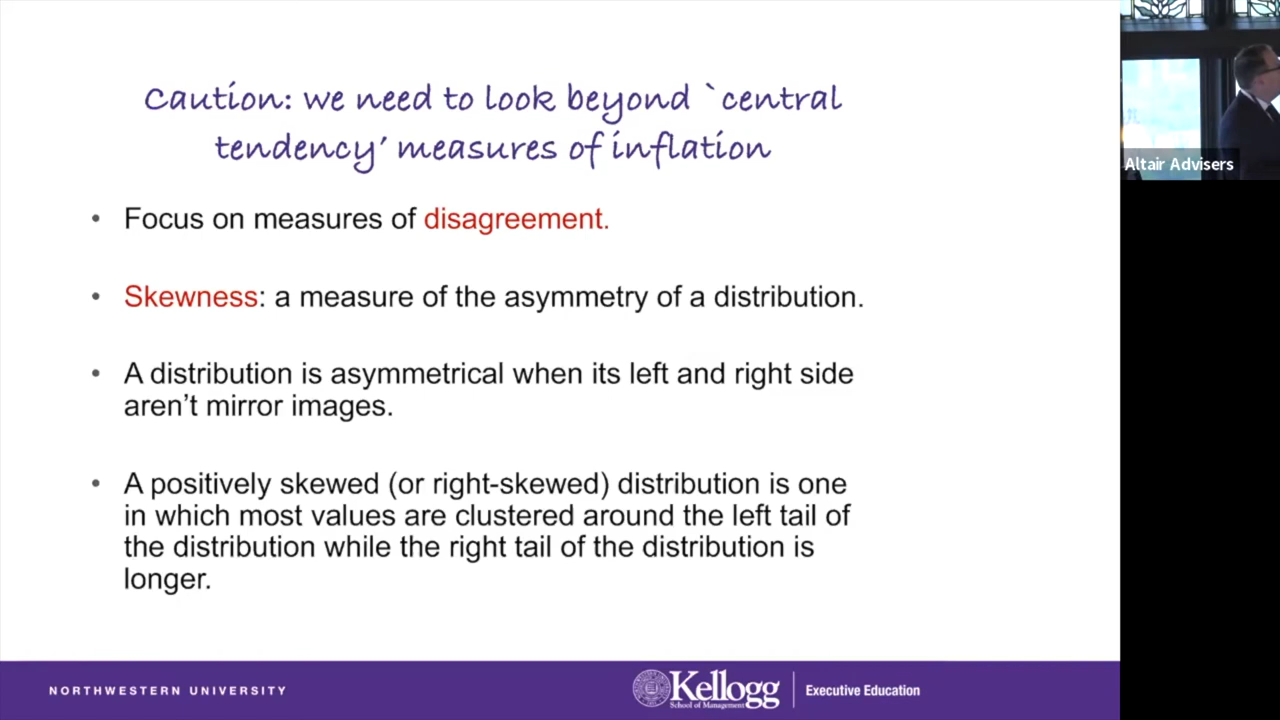 Caution: we need to look beyond `central
tendency' measures of inflation
• Focus on measures of disagreement.
• Skewness: a measure of the asymmetry of a distribution.
• A distribution is asymmetrical when its left and right side
aren't mirror images.
• A positively skewed (or right-skewed) distribution is one
in which most values are clustered around the left tail of
the distribution while the right tail of the distribution is
longer.
NORTHWESTERN UNIVERSITY
Kellogg
School of Management
Executive Education
Altair Advisers